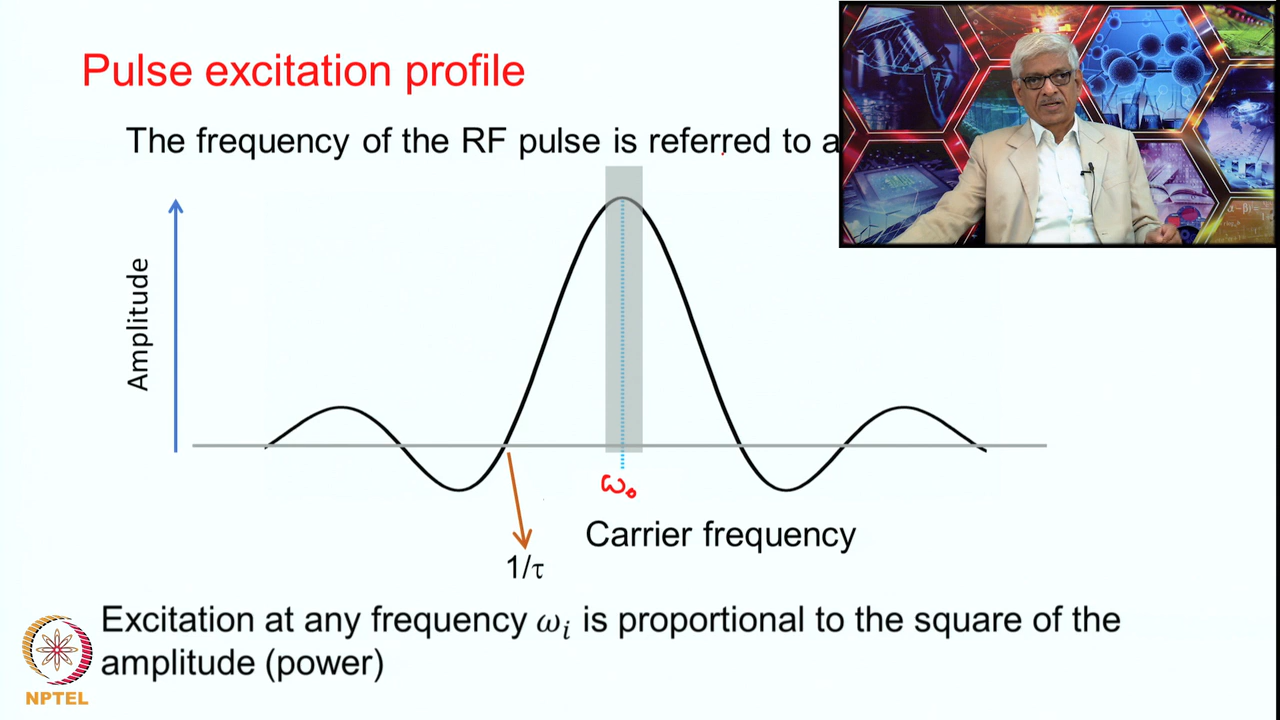 Pulse excitation profile
The frequency of the RF pulse is referred to a
Amplitude
ω₀
Carrier frequency
1/τ
Excitation at any frequency ωᵢ is proportional to the square of the
amplitude (power)
NPTEL